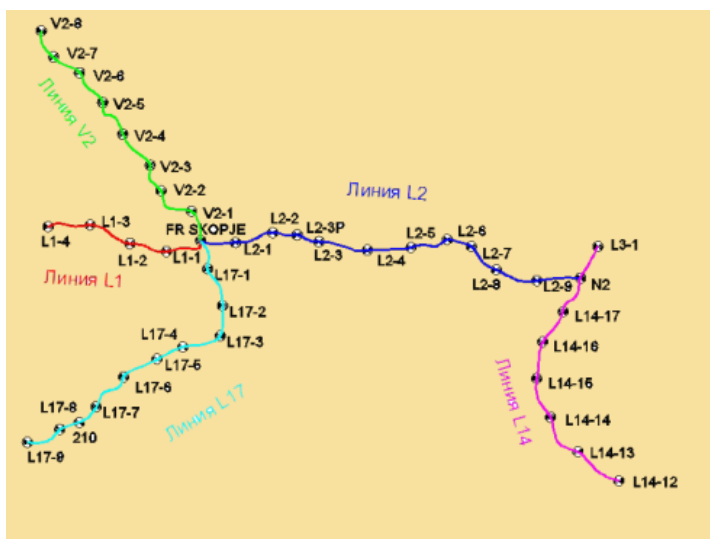 V2-8
V2-7
V2-6
V2-5
V2-4
V2-3
V2-2
V2-1
Линия V2
FR SKOPJE
L1-4
L1-3
L1-2
L1-1
Линия L1
Линия L2
L2-1
L2-2
L2-3P
L2-3
L2-4
L2-5
L2-6
L2-7
L2-8
L2-9
L3-1
N2
L17-1
L17-2
L17-3
L17-4
L17-5
L17-6
L17-7
L17-8
210
L17-9
Линия L17
L14-17
L14-16
L14-15
L14-14
L14-13
L14-12
Линия L14